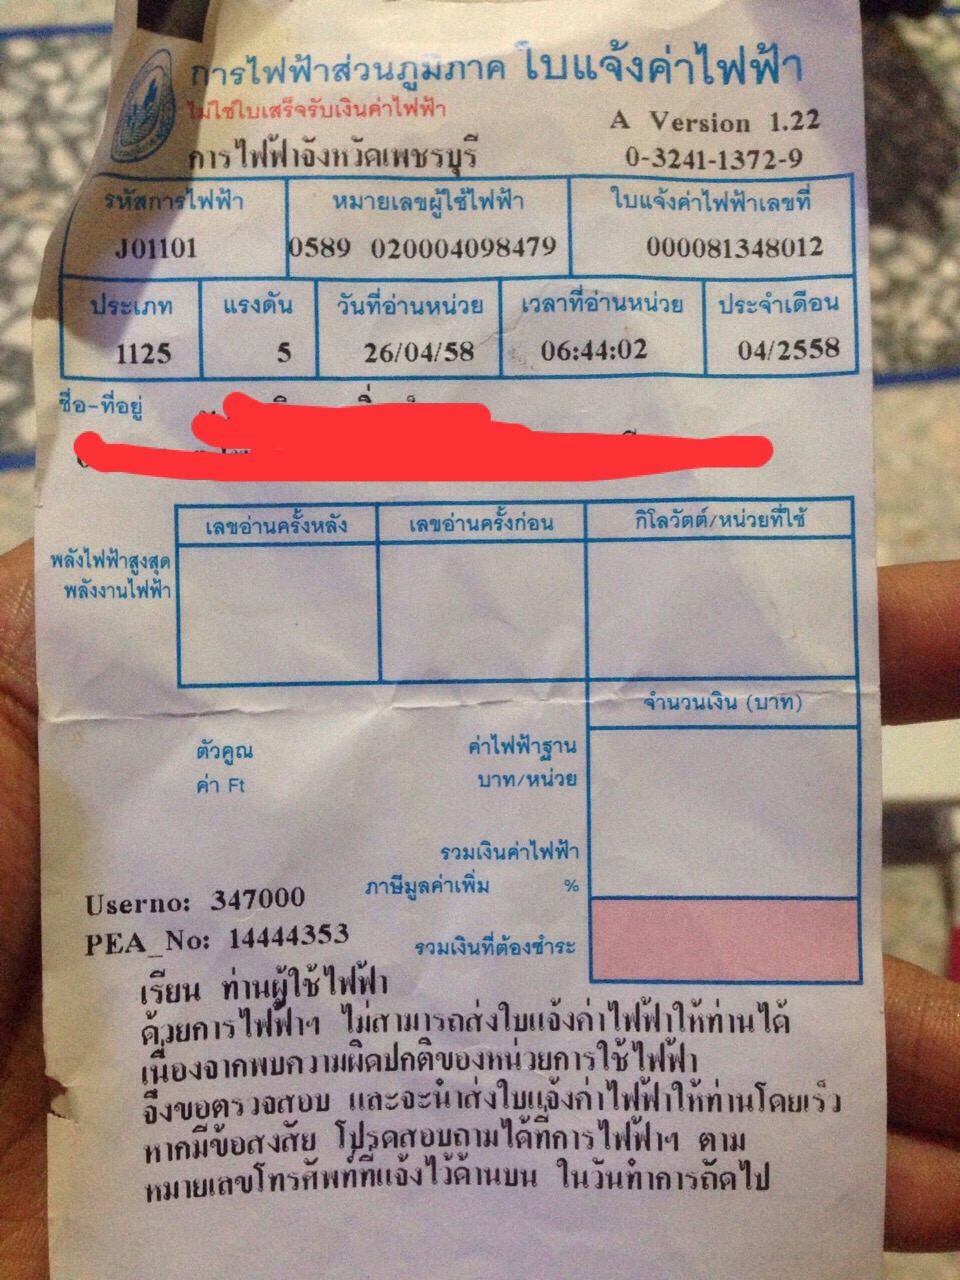 การไฟฟ้าส่วนภูมิภาค ใบแจ้งค่าไฟฟ้า
ไม่ใช่ใบเสร็จรับเงินค่าไฟฟ้า
A Version 1.22
การไฟฟ้าจังหวัดเพชรบุรี 0-3241-1372-9
รหัสการไฟฟ้า หมายเลขผู้ใช้ไฟฟ้า ใบแจ้งค่าไฟฟ้าเลขที่
J01101 0589 020004098479 000081348012
ประเภท แรงดัน วันที่อ่านหน่วย เวลาที่อ่านหน่วย ประจำเดือน
1125 5 26/04/58 06:44:02 04/2558
ชื่อ-ที่อยู่
เลขอ่านครั้งหลัง เลขอ่านครั้งก่อน กิโลวัตต์/หน่วยที่ใช้
พลังไฟฟ้าสูงสุด
พลังงานไฟฟ้า
จำนวนเงิน (บาท)
ตัวคูณ ค่าไฟฟ้าฐาน
ค่า Ft บาท/หน่วย
รวมเงินค่าไฟฟ้า
ภาษีมูลค่าเพิ่ม %
Userno: 347000
PEA_No: 14444353 รวมเงินที่ต้องชำระ
เรียน ท่านผู้ใช้ไฟฟ้า
ด้วยการไฟฟ้าฯ ไม่สามารถส่งใบแจ้งค่าไฟฟ้าให้ท่านได้
เนื่องจากพบความผิดปกติของหน่วยการใช้ไฟฟ้า
จึงขอตรวจสอบ และจะนำส่งใบแจ้งค่าไฟฟ้าให้ท่านโดยเร็ว
หากมีข้อสงสัย โปรดสอบถามได้ที่การไฟฟ้าฯ ตาม
หมายเลขโทรศัพท์ที่แจ้งไว้ด้านบน ในวันทำการถัดไป